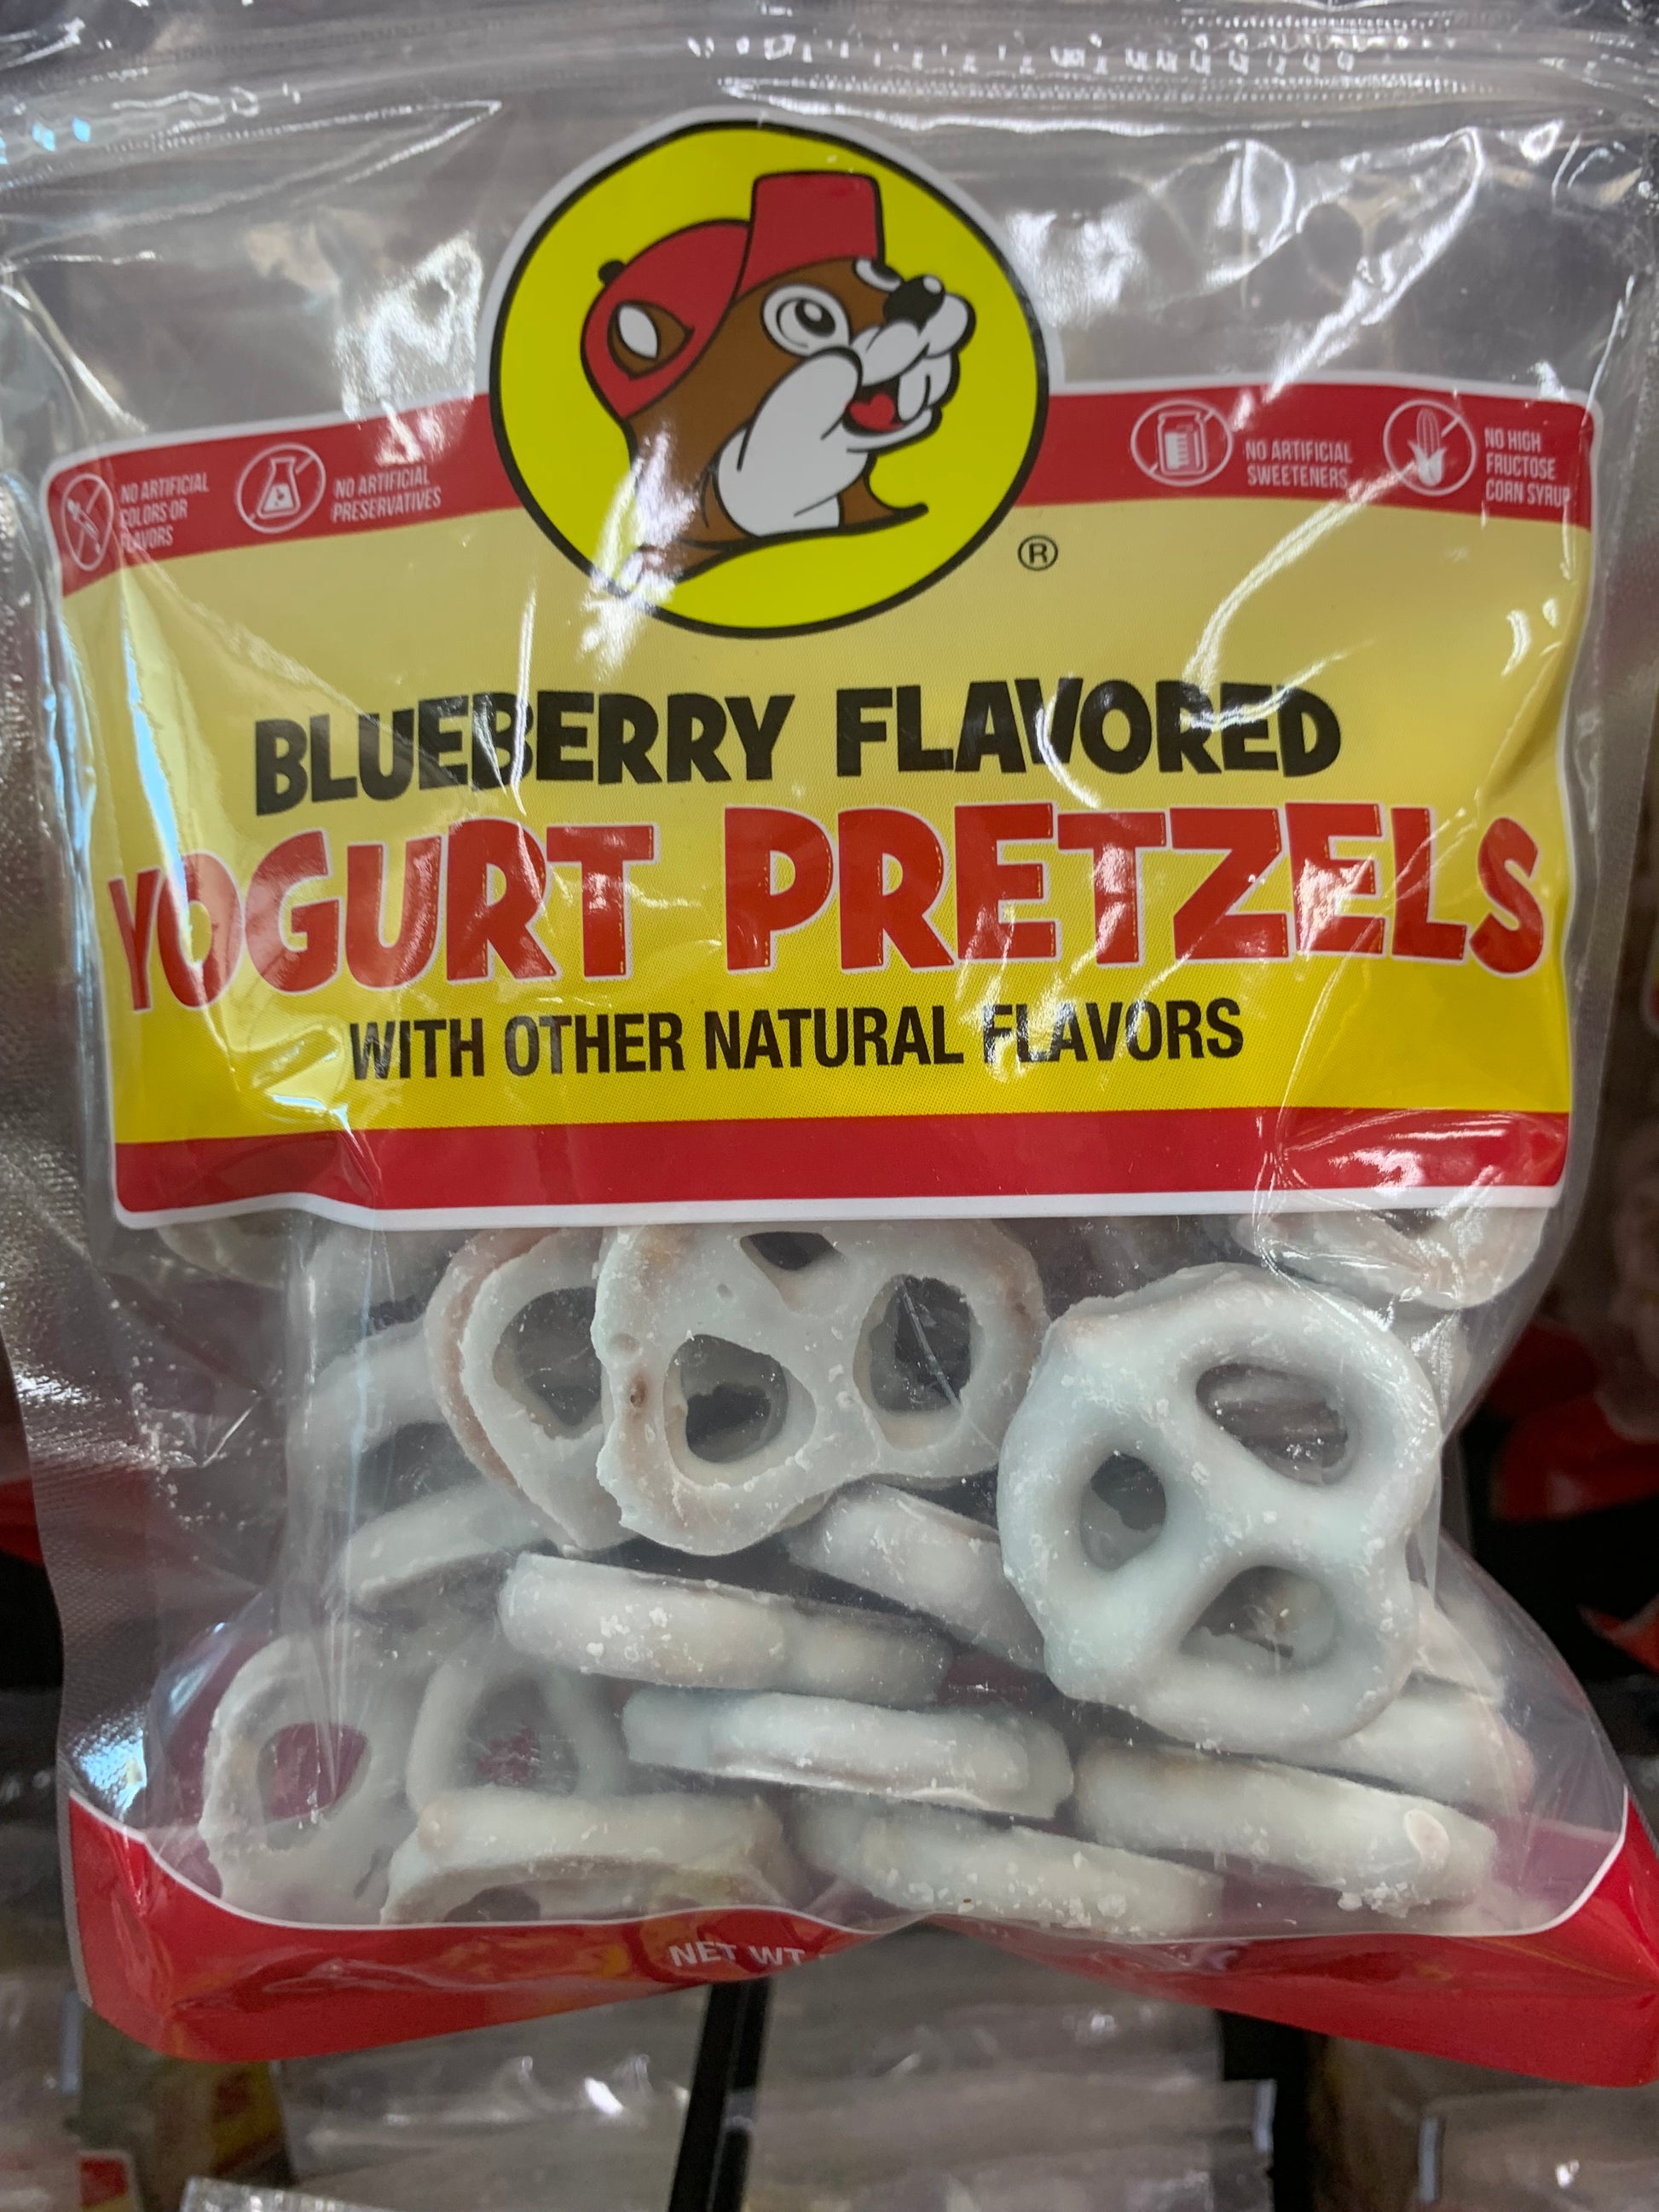 NO ARTIFICIAL
COLORS OR
FLAVORS
NO ARTIFICIAL
PRESERVATIVES
NO ARTIFICIAL
SWEETENERS
NO HIGH
FRUCTOSE
CORN SYRUP
®
BLUEBERRY FLAVORED
YOGURT PRETZELS
WITH OTHER NATURAL FLAVORS
NET WT